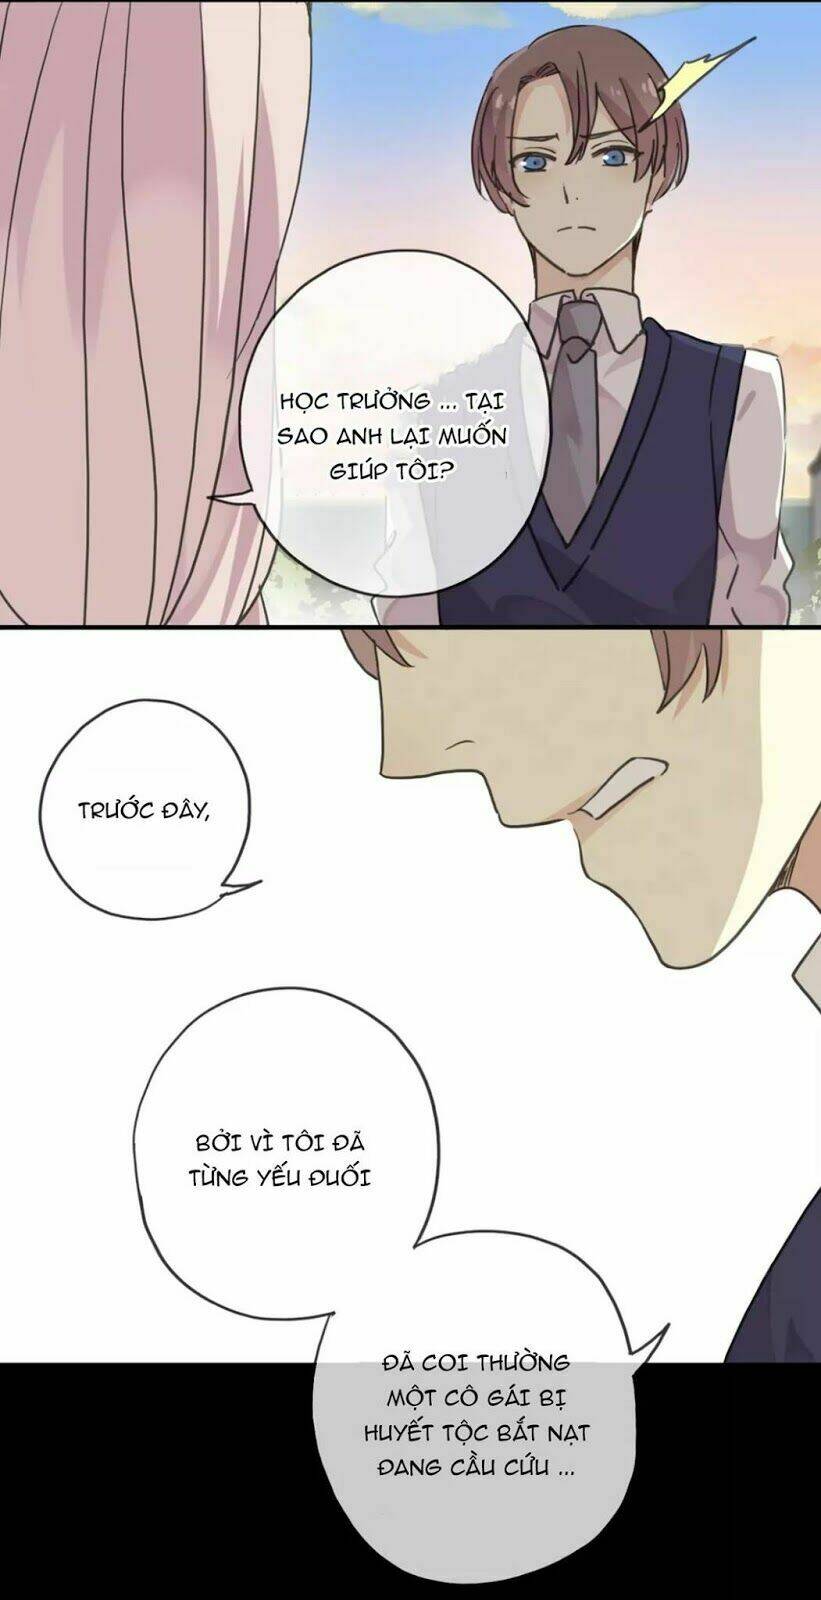 HỌC TRƯỞNG ... TẠI
SAO ANH LẠI MUỐN
GIÚP TÔI?
TRƯỚC ĐÂY,
BỞI VÌ TÔI ĐÃ
TỪNG YẾU ĐUỐI
ĐÃ COI THƯỜNG
MỘT CÔ GÁI BỊ
HUYẾT TỘC BẮT NẠT
ĐANG CẦU CỨU ...